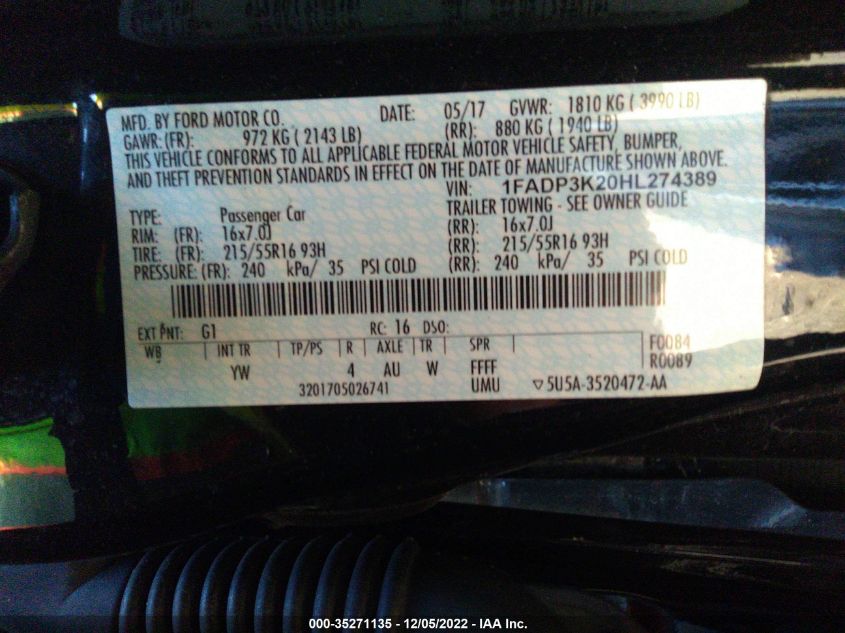 MFD. BY FORD MOTOR CO. DATE: 05/17 GVWR: 1810 KG ( 3990 LB)
GAWR: (FR): 972 KG ( 2143 LB) (RR): 880 KG ( 1940 LB)
THIS VEHICLE CONFORMS TO ALL APPLICABLE FEDERAL MOTOR VEHICLE SAFETY, BUMPER,
AND THEFT PREVENTION STANDARDS IN EFFECT ON THE DATE OF MANUFACTURE SHOWN ABOVE.
VIN: 1FADP3K20HL274389
TYPE: Passenger Car TRAILER TOWING - SEE OWNER GUIDE
RIM: (FR): 16x7.0J (RR): 16x7.0J
TIRE: (FR): 215/55R16 93H (RR): 215/55R16 93H
PRESSURE: (FR): 240 kPa/ 35 PSI COLD (RR): 240 kPa/ 35 PSI COLD
EXT PNT: G1 RC: 16 DSO:
WB INT TR TP/PS R AXLE TR SPR F0084
YW 4 AU W FFFF R0089
3201705026741 UMU ▽ 5U5A-3520472-AA
000-35271135 - 12/05/2022 - IAA Inc.